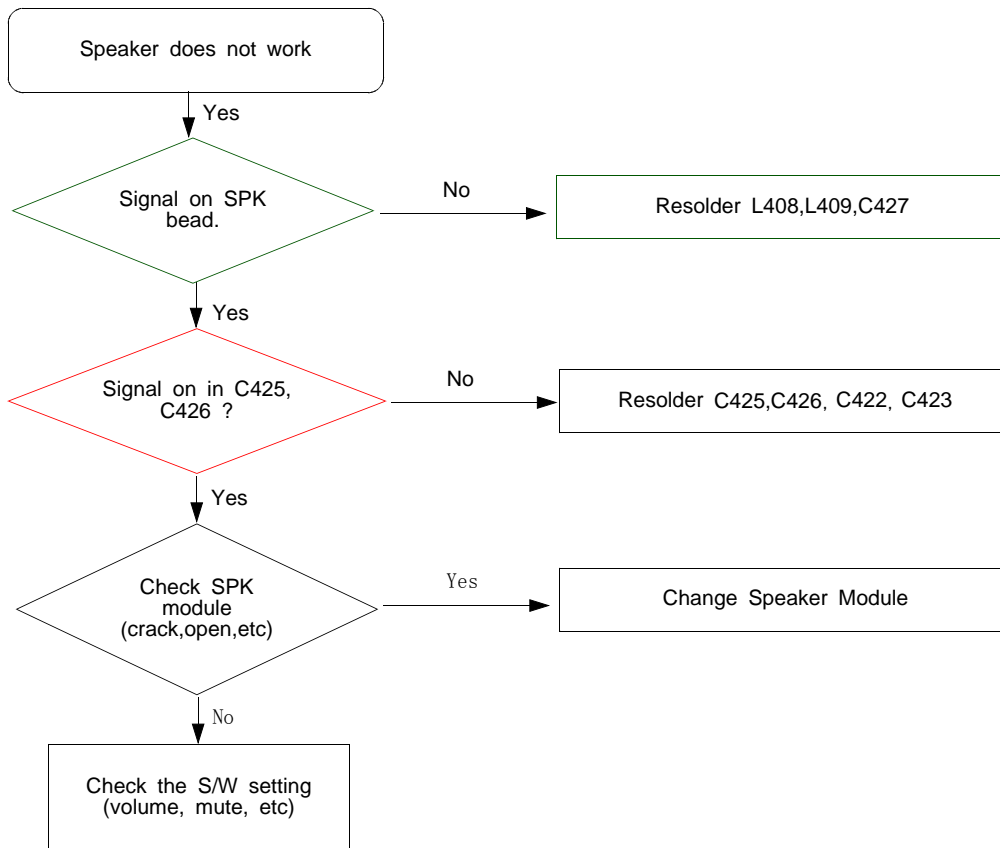 Speaker does not work
Yes
Signal on SPK
bead.
No
Resolder L408,L409,C427
Yes
Signal on in C425,
C426 ?
No
Resolder C425,C426, C422, C423
Yes
Check SPK
module
(crack,open,etc)
Yes
Change Speaker Module
No
Check the S/W setting
(volume, mute, etc)